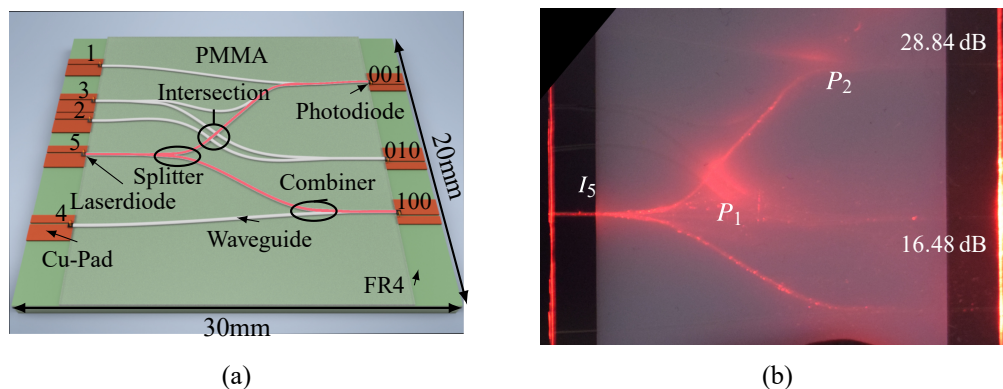 1
PMMA
3
Intersection
001
2
Photodiode
20mm
5
010
Splitter
Combiner
Laserdiode
100
4
Waveguide
Cu-Pad
FR4
30mm
(a)
28.84 dB
P2
I5
P1
16.48 dB
(b)